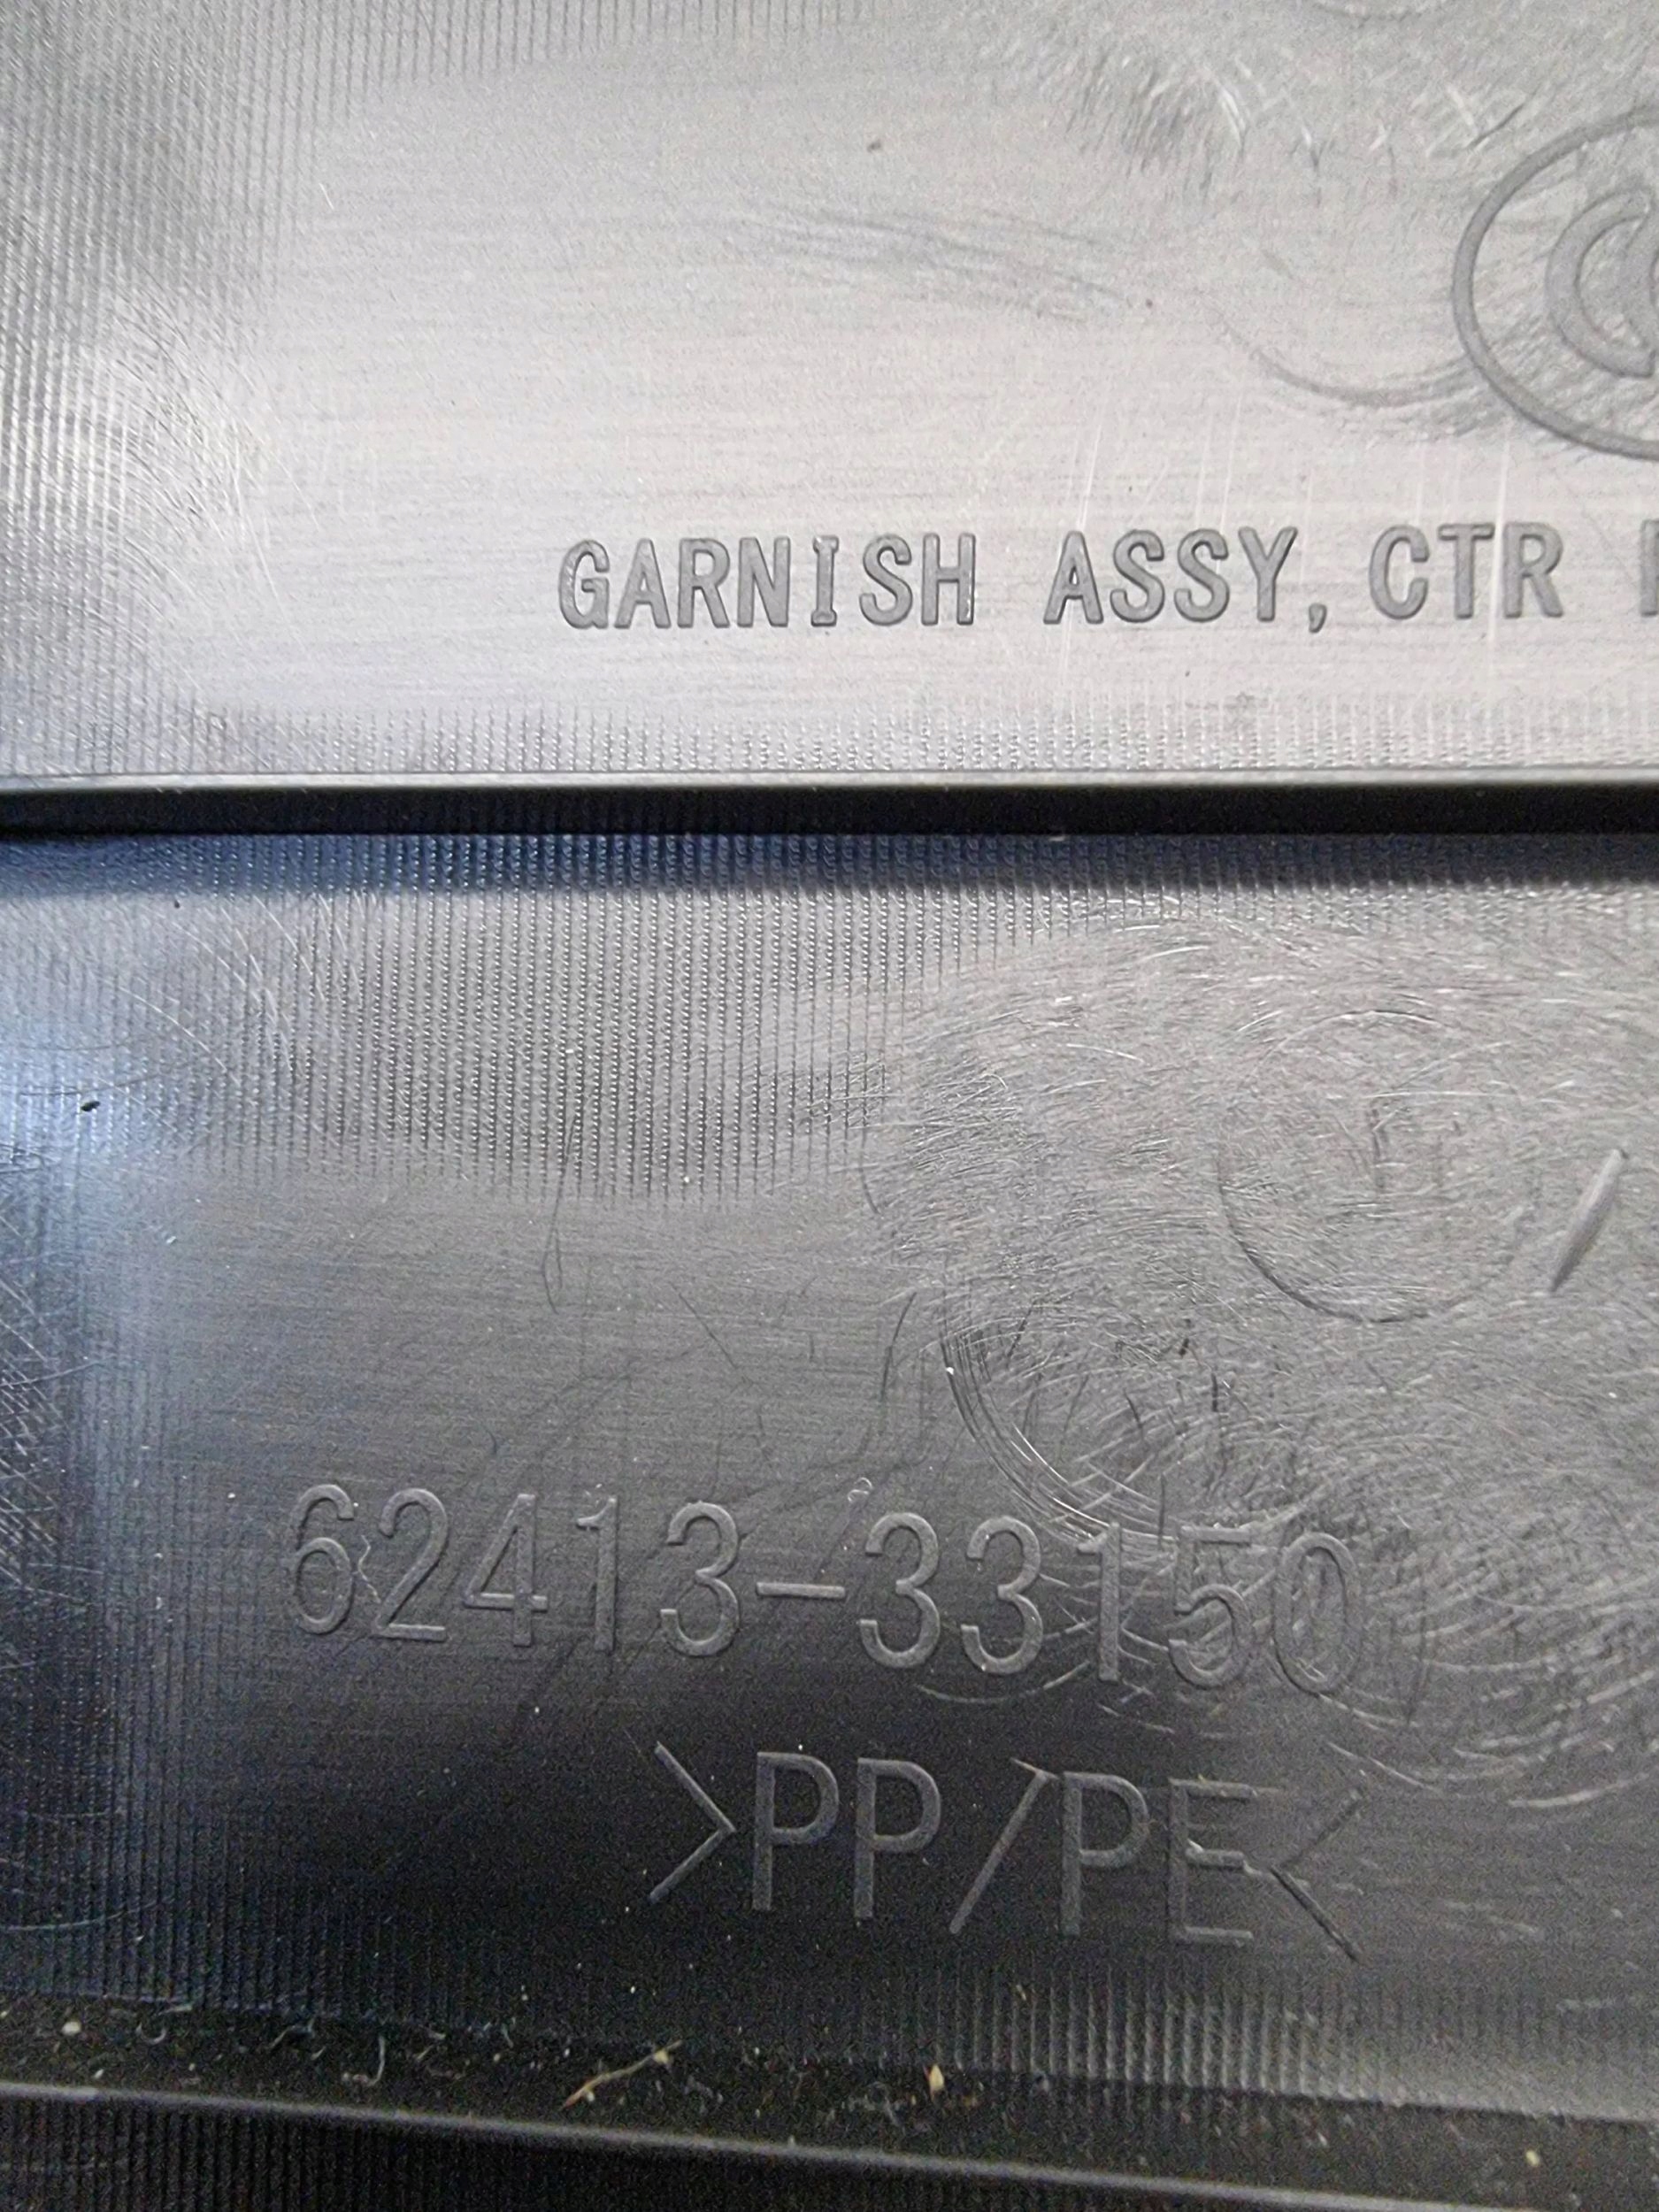 GARNISH ASSY, CTR
62413-33150
>PP/PE<